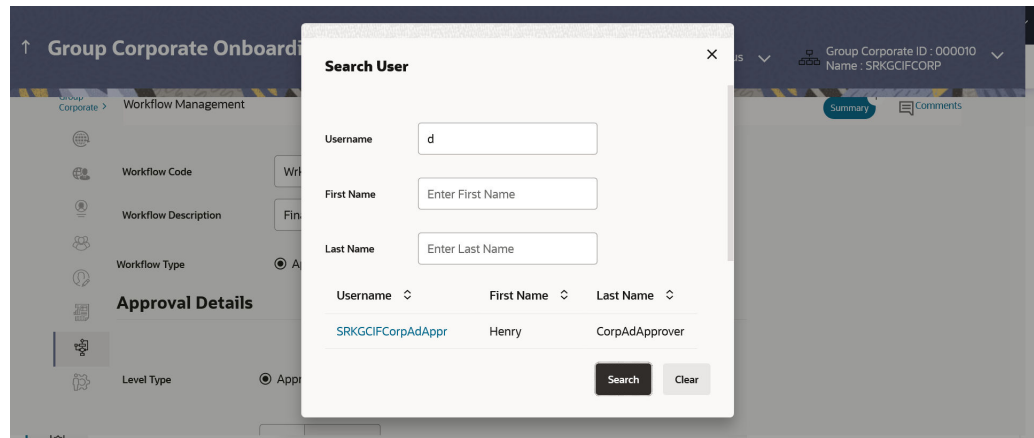 Group Corporate Onboardi
Search User
us
Group Corporate ID : 000010
Name : SRKGCIFCORP
Group
Corporate >
Workflow Management
Summary
Comments
Username
d
Workflow Code
Wrk
First Name
Enter First Name
Workflow Description
Fin
Last Name
Enter Last Name
Workflow Type
Username
First Name
Last Name
Approval Details
SRKGCIFCorpAdAppr
Henry
CorpAdApprover
Level Type
Appr
Search
Clear